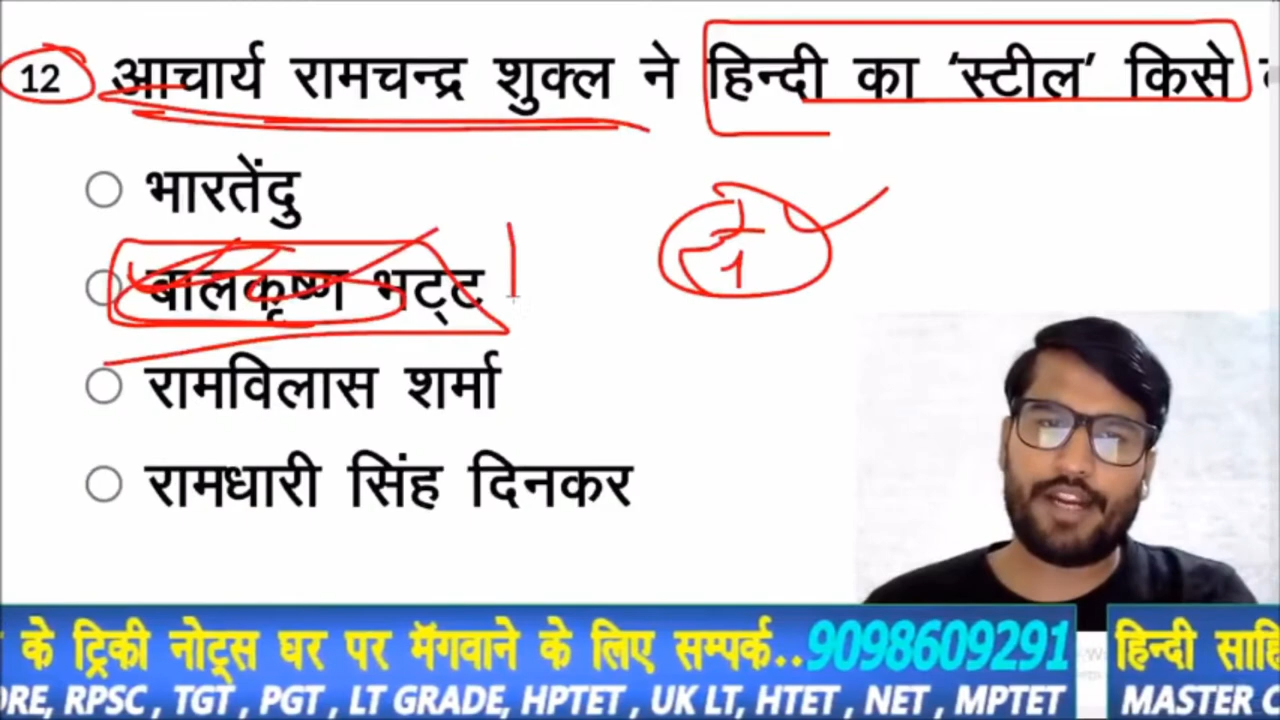 12 आचार्य रामचन्द्र शुक्ल ने हिन्दी का ‘स्टील’ किसे
भारतेंदु
बालकृष्ण भट्ट
रामविलास शर्मा
रामधारी सिंह दिनकर
1
के ट्रिकी नोट्स घर पर मॅगवाने के लिए सम्पर्क..9098609291
हिन्दी साहि
ORE, RPSC , TGT , PGT , LT GRADE, HPTET , UK LT, HTET , NET , MPTET
MASTER C